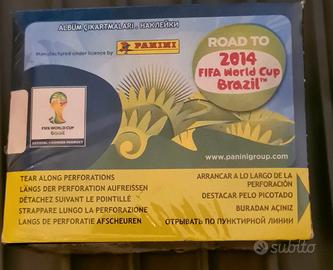 ALBUM ÇIKARTMALARI . НАКЛЕЙКИ
Manufactured under licence by
PANINI
ROAD TO
2014
FIFA World Cup
Brazil™
FIFA WORLD CUP
Brasil
OFFICIAL LICENSED PRODUCT
www.paninigroup.com
TEAR ALONG PERFORATIONS
LÄNGS DER PERFORATION AUFREISSEN
DÉTACHEZ SUIVANT LE POINTILLÉ
STRAPPARE LUNGO LA PERFORAZIONE
LANGS DE PERFORATIE AFSCHEUREN
ARRANCAR A LO LARGO DE LA
PERFORACIÓN
DESTACAR PELO PICOTADO
BURADAN AÇINIZ
ОТРЫВАТЬ ПО ПУНКТИРНОЙ ЛИНИИ
subito